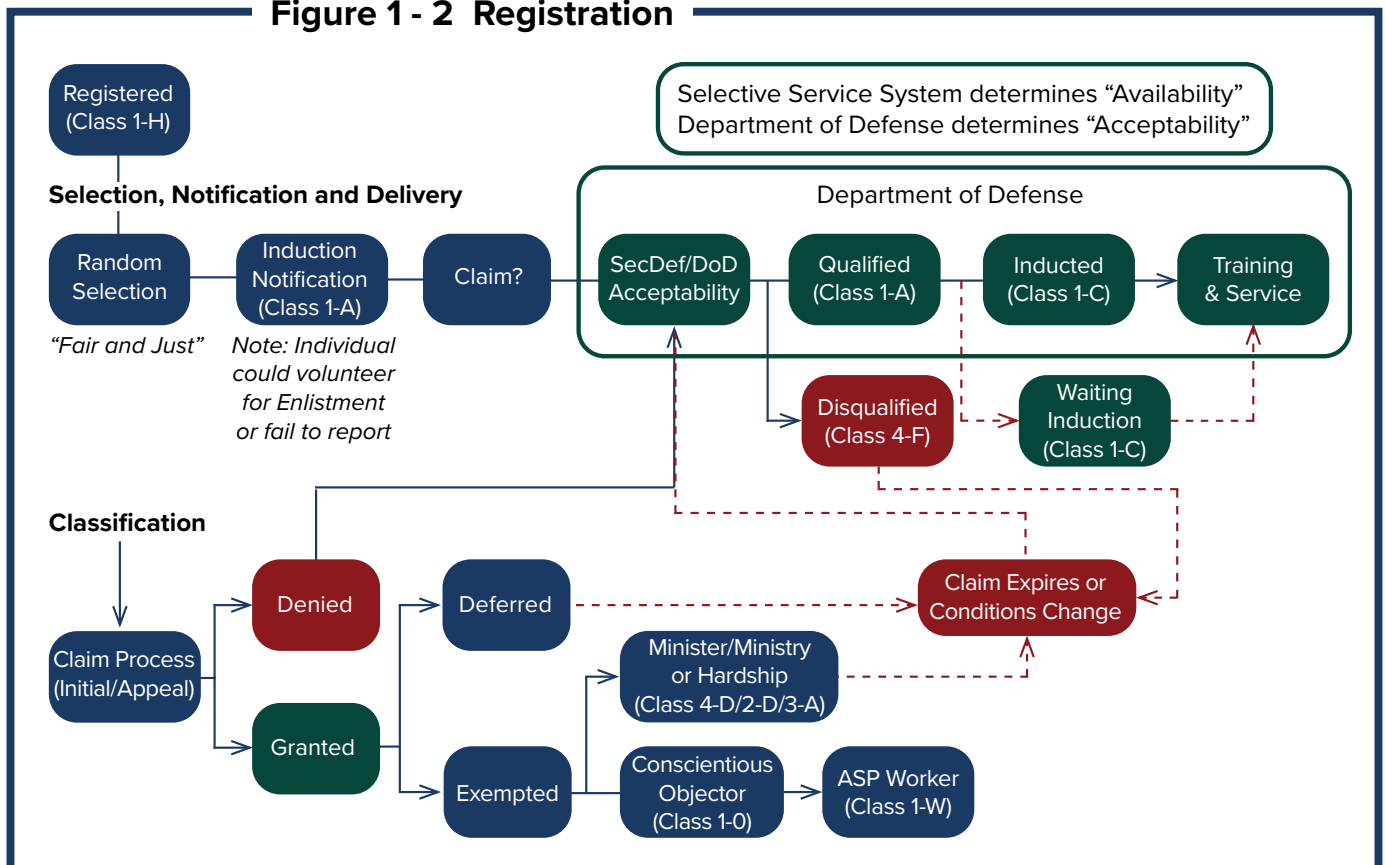 Figure 1 - 2 Registration
Registered
(Class 1-H)
Selective Service System determines “Availability”
Department of Defense determines “Acceptability”
Selection, Notification and Delivery
Department of Defense
Random
Selection
Induction
Notification
(Class 1-A)
Claim?
SecDef/DoD
Acceptability
Qualified
(Class 1-A)
Inducted
(Class 1-C)
Training
& Service
“Fair and Just”
Note: Individual
could volunteer
for Enlistment
or fail to report
Disqualified
(Class 4-F)
Waiting
Induction
(Class 1-C)
Classification
Denied
Deferred
Claim Expires or
Conditions Change
Claim Process
(Initial/Appeal)
Minister/Ministry
or Hardship
(Class 4-D/2-D/3-A)
Granted
Exempted
Conscientious
Objector
(Class 1-0)
ASP Worker
(Class 1-W)